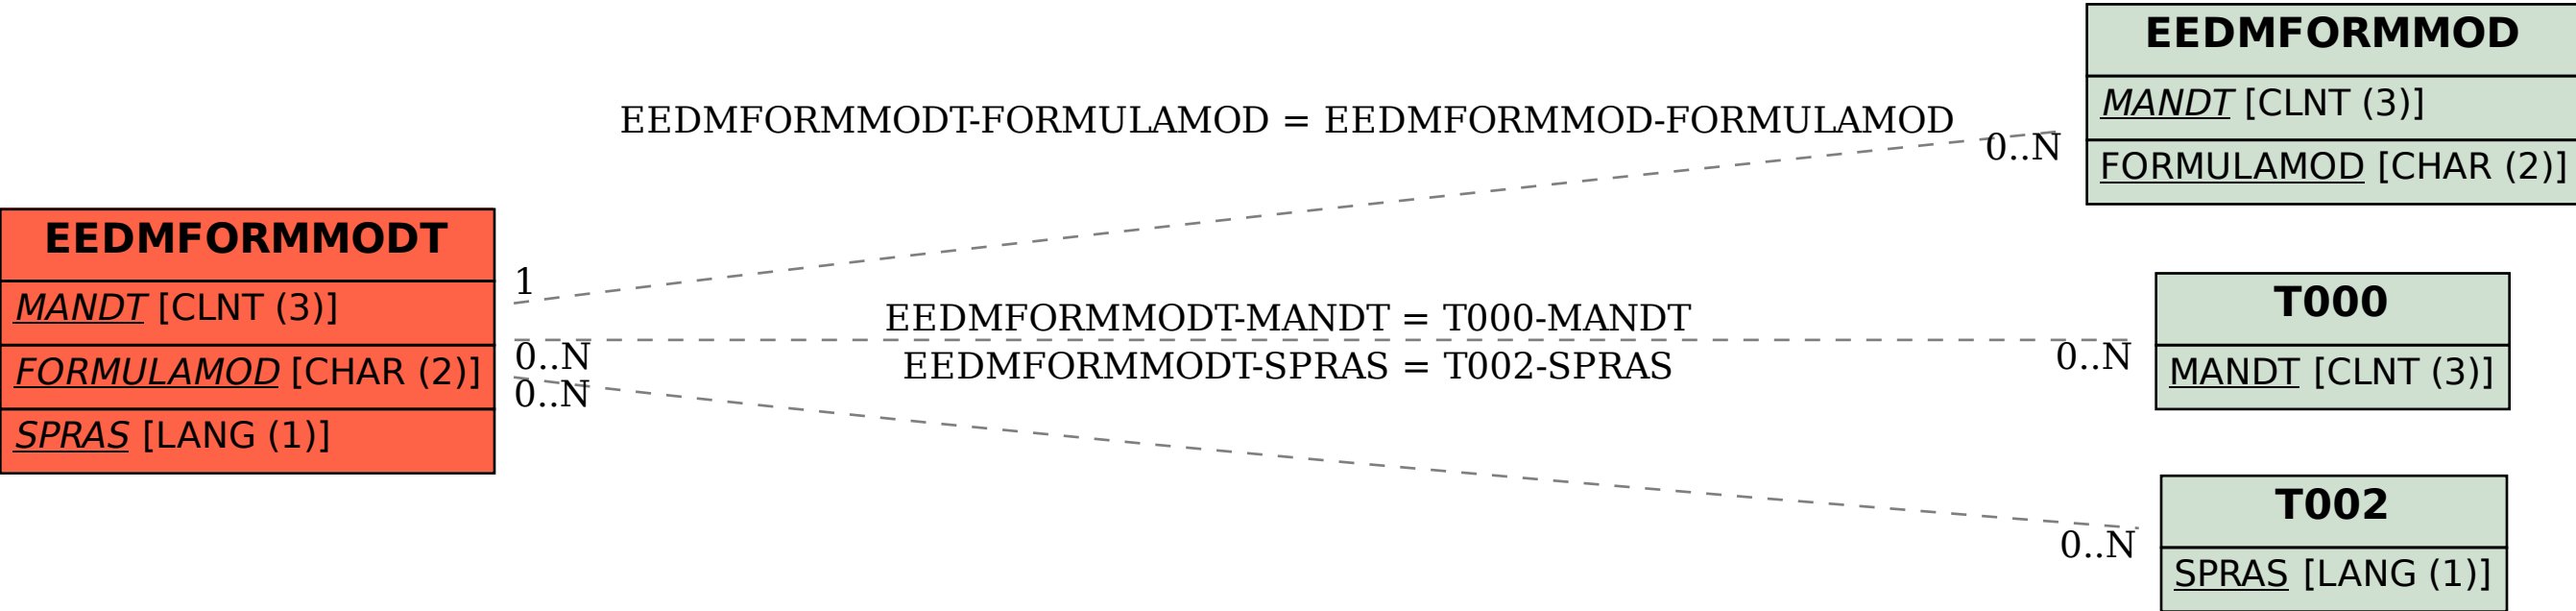 EEDMFORMMOD
MANDT [CLNT (3)]
FORMULAMOD [CHAR (2)]
EEDMFORMMODT-FORMULAMOD = EEDMFORMMOD-FORMULAMOD
0..N
EEDMFORMMODT
MANDT [CLNT (3)]
FORMULAMOD [CHAR (2)]
SPRAS [LANG (1)]
1
0..N
0..N
EEDMFORMMODT-MANDT = T000-MANDT
EEDMFORMMODT-SPRAS = T002-SPRAS
0..N
T000
MANDT [CLNT (3)]
0..N
T002
SPRAS [LANG (1)]